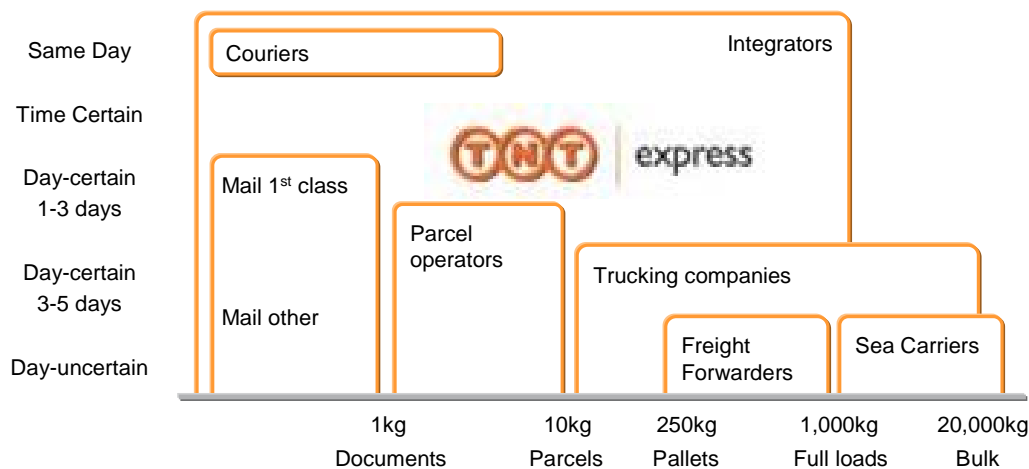 Same Day
Couriers
Integrators
Time Certain
TNT express
Day-certain
1-3 days
Mail 1st class
Parcel
operators
Day-certain
3-5 days
Trucking companies
Mail other
Freight
Forwarders
Sea Carriers
Day-uncertain
1kg
10kg
250kg
1,000kg
20,000kg
Documents
Parcels
Pallets
Full loads
Bulk